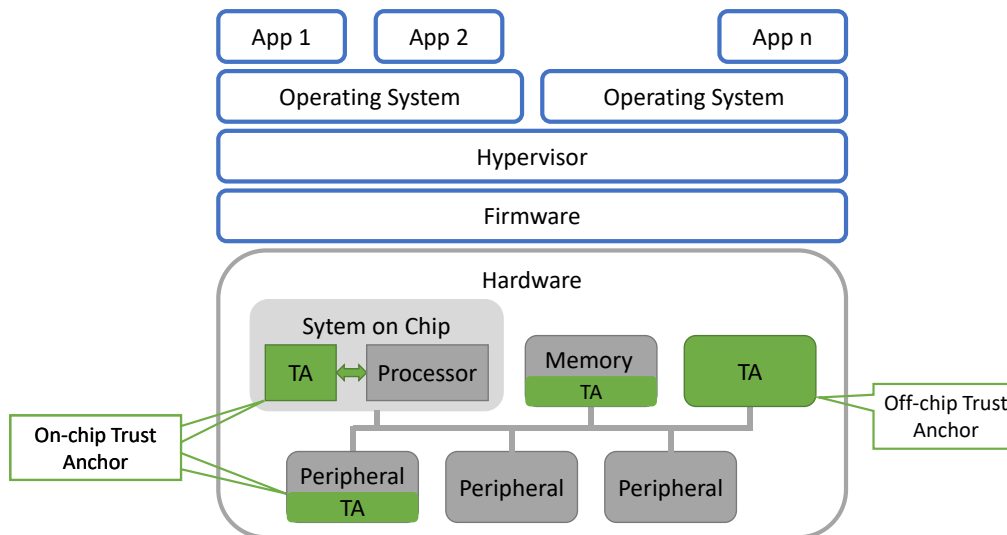 App 1
App 2
App n
Operating System
Operating System
Hypervisor
Firmware
Hardware
Sytem on Chip
TA
Processor
Memory
TA
TA
On-chip Trust
Anchor
Off-chip Trust
Anchor
Peripheral
TA
Peripheral
Peripheral